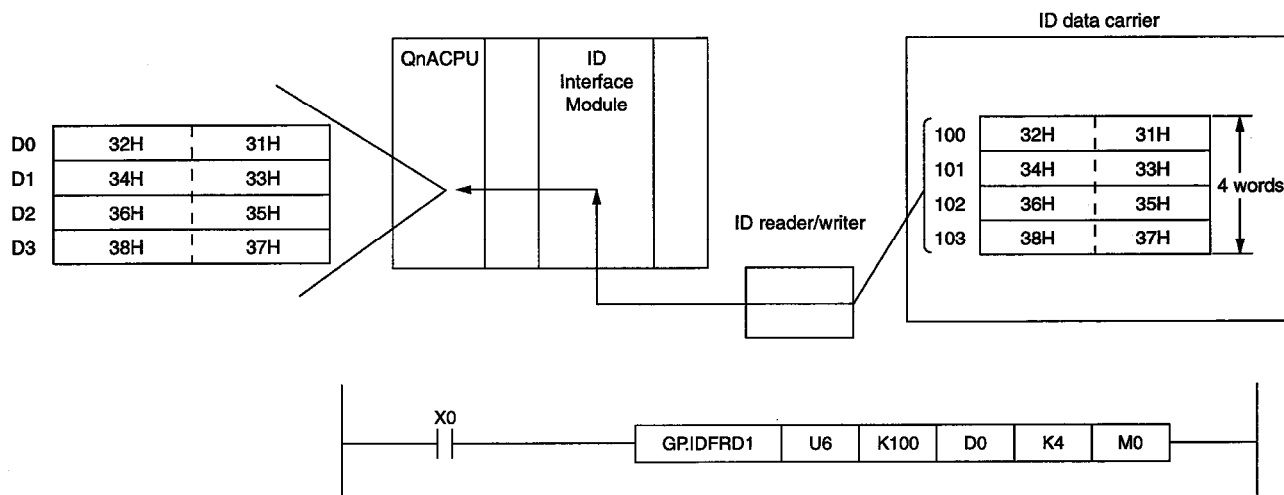 ID data carrier
QnACPU
ID
Interface
Module
D0 32H 31H
D1 34H 33H
D2 36H 35H
D3 38H 37H
100 32H 31H
101 34H 33H
102 36H 35H
103 38H 37H
4 words
ID reader/writer
X0
GP.IDFRD1 U6 K100 D0 K4 M0